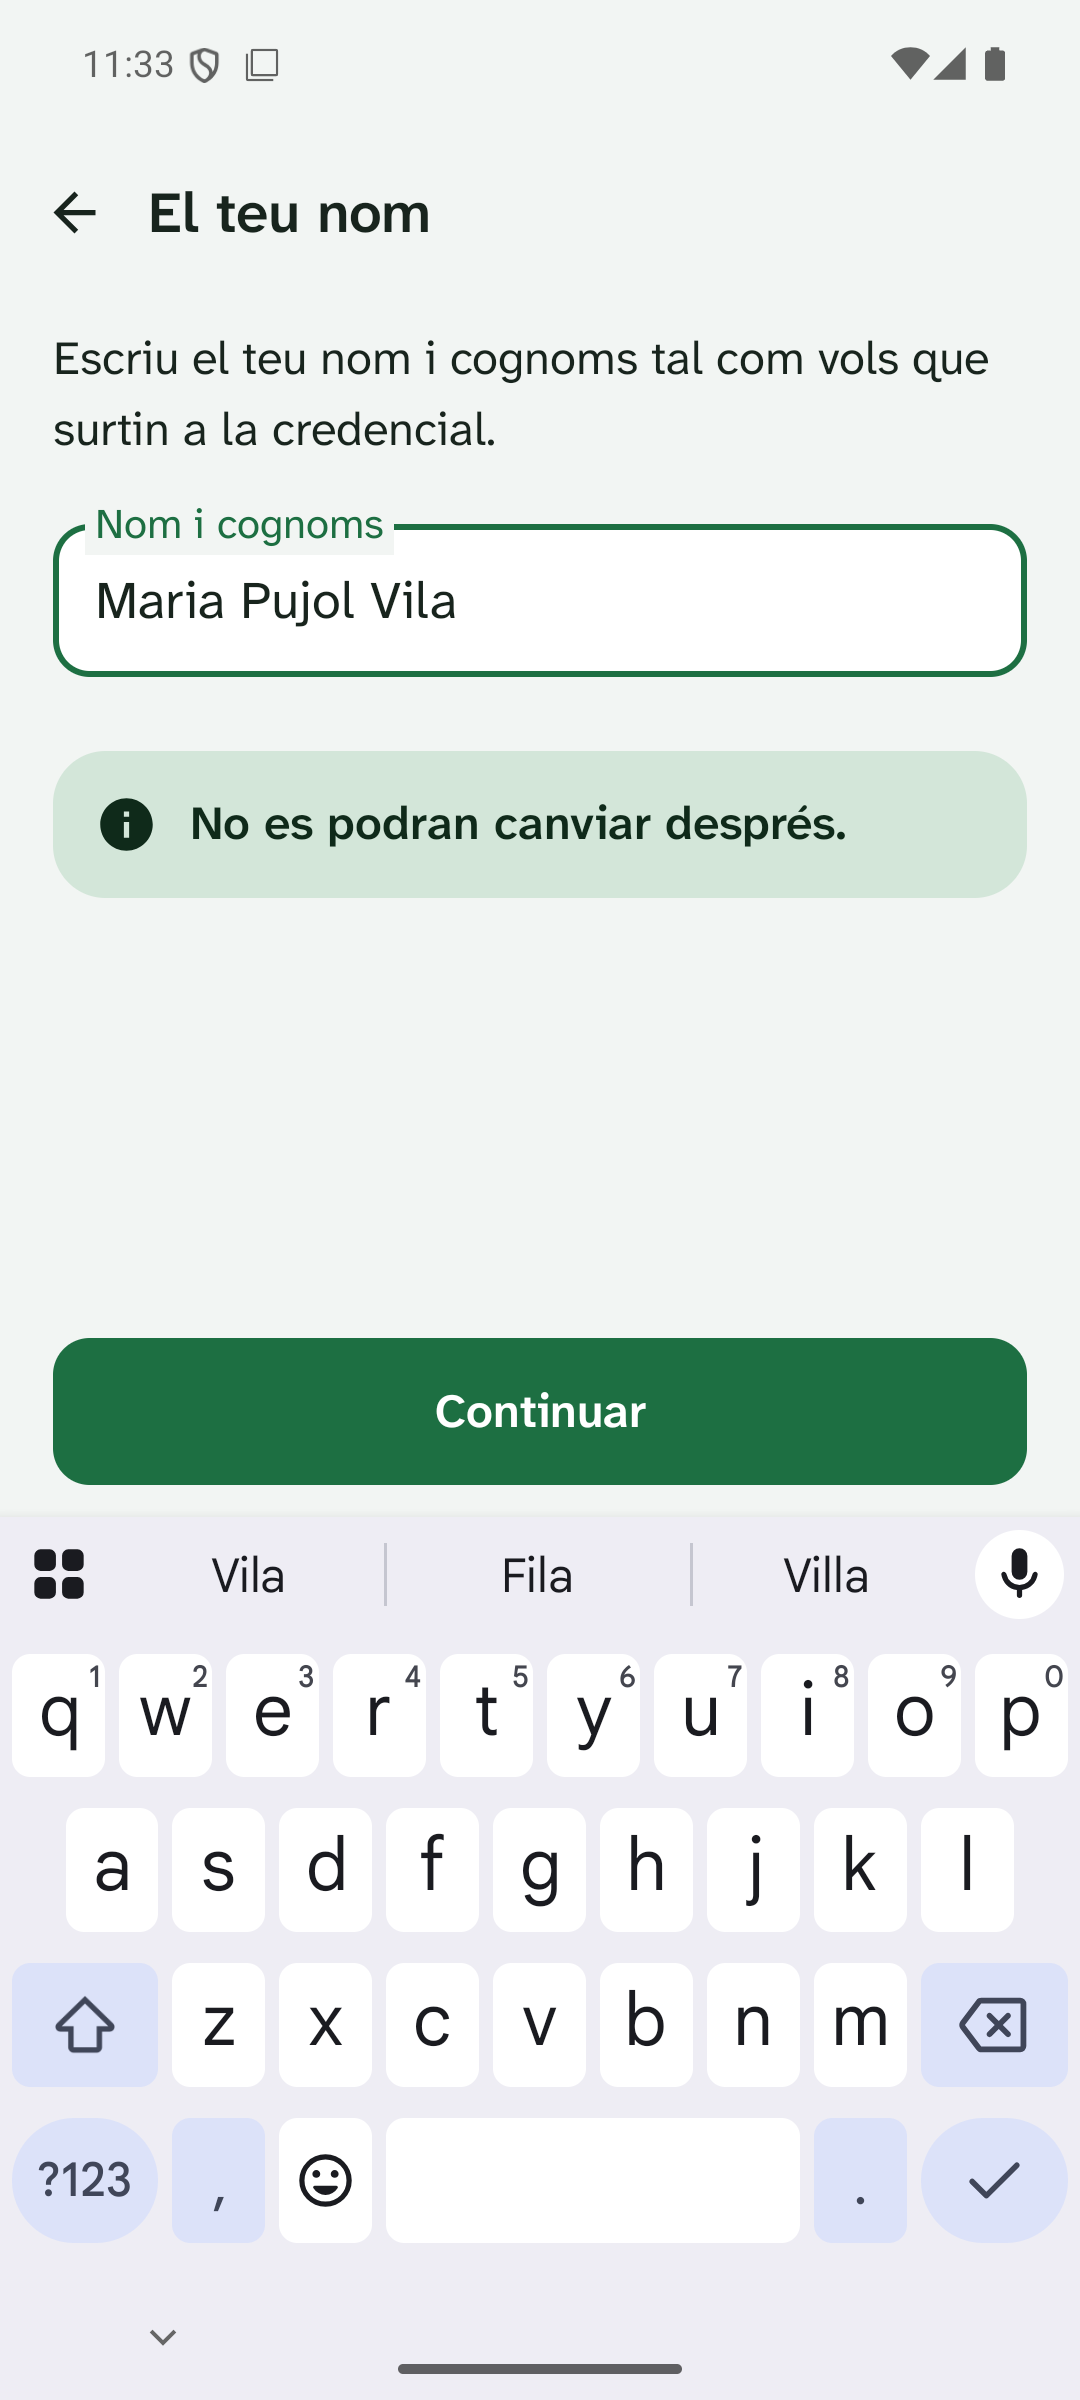 11:33
El teu nom
Escriu el teu nom i cognoms tal com vols que
surtin a la credencial.
Nom i cognoms
Maria Pujol Vila
No es podran canviar després.
Continuar
Vila Fila Villa
q1 w2 e3 r4 t5 y6 u7 i8 o9 p0
a s d f g h j k l
z x c v b n m
?123 , .